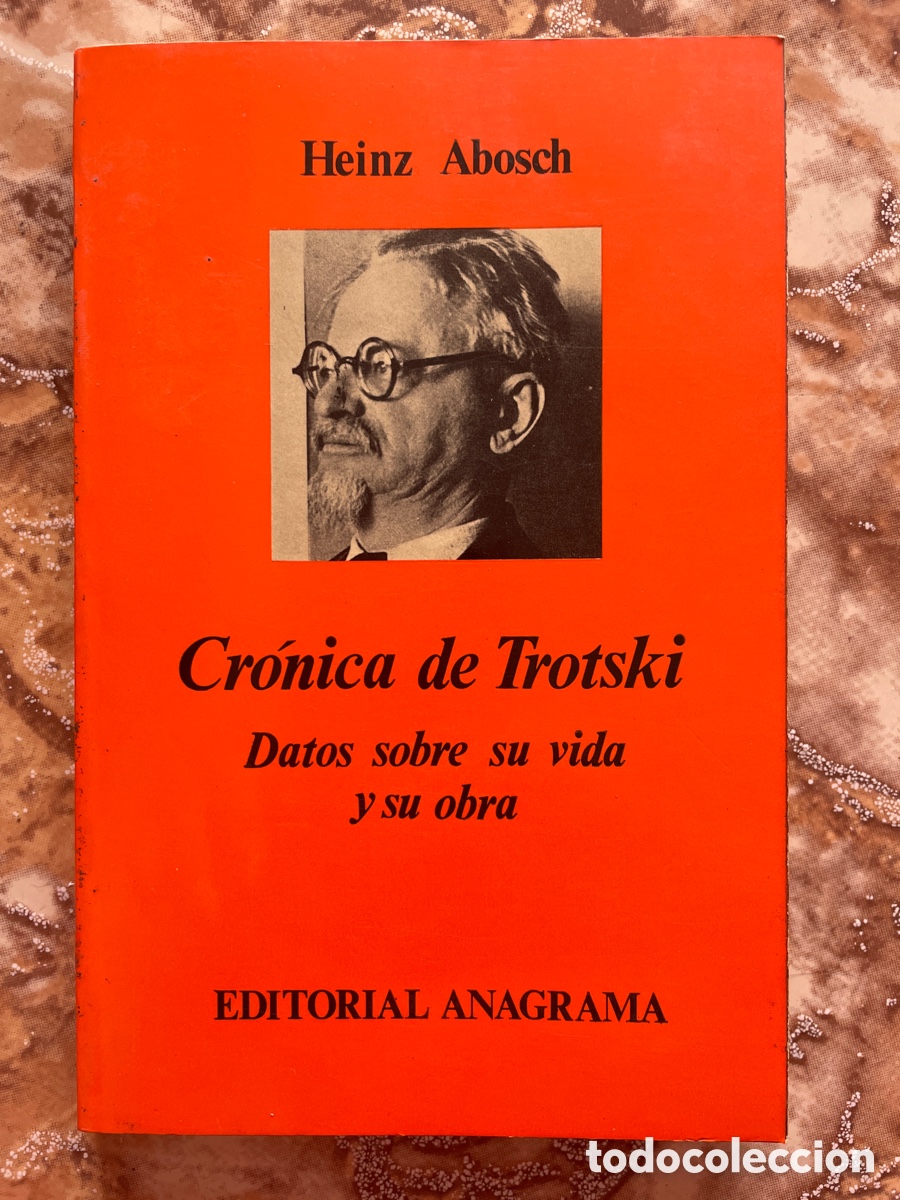 Heinz Abosch
Crónica de Trotski
Datos sobre su vida
y su obra
EDITORIAL ANAGRAMA
todocoleccion